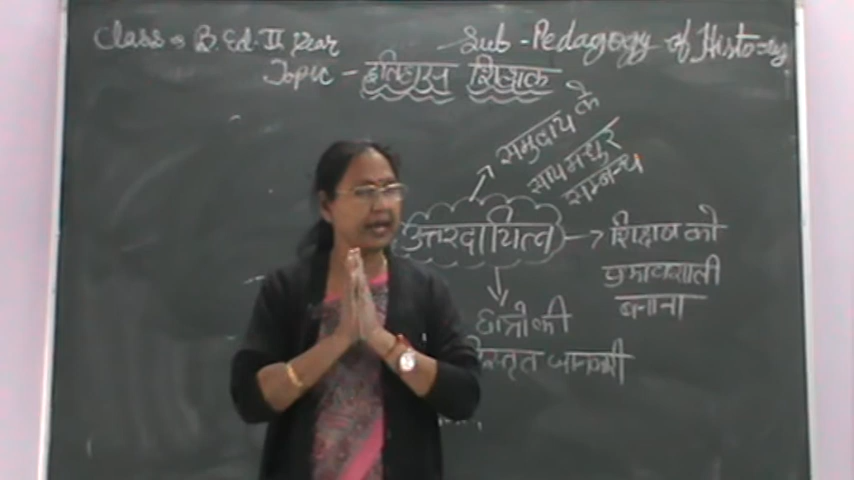 Class → B.Ed. II year
Sub - Pedagogy of History
Topic - इतिहास शिक्षक
समुदाय के
साथ मधुर
सम्बन्ध
उत्तरदायित्व
शिक्षण को
प्रभावशाली
बनाना
छात्रो की
विस्तृत जानकारी